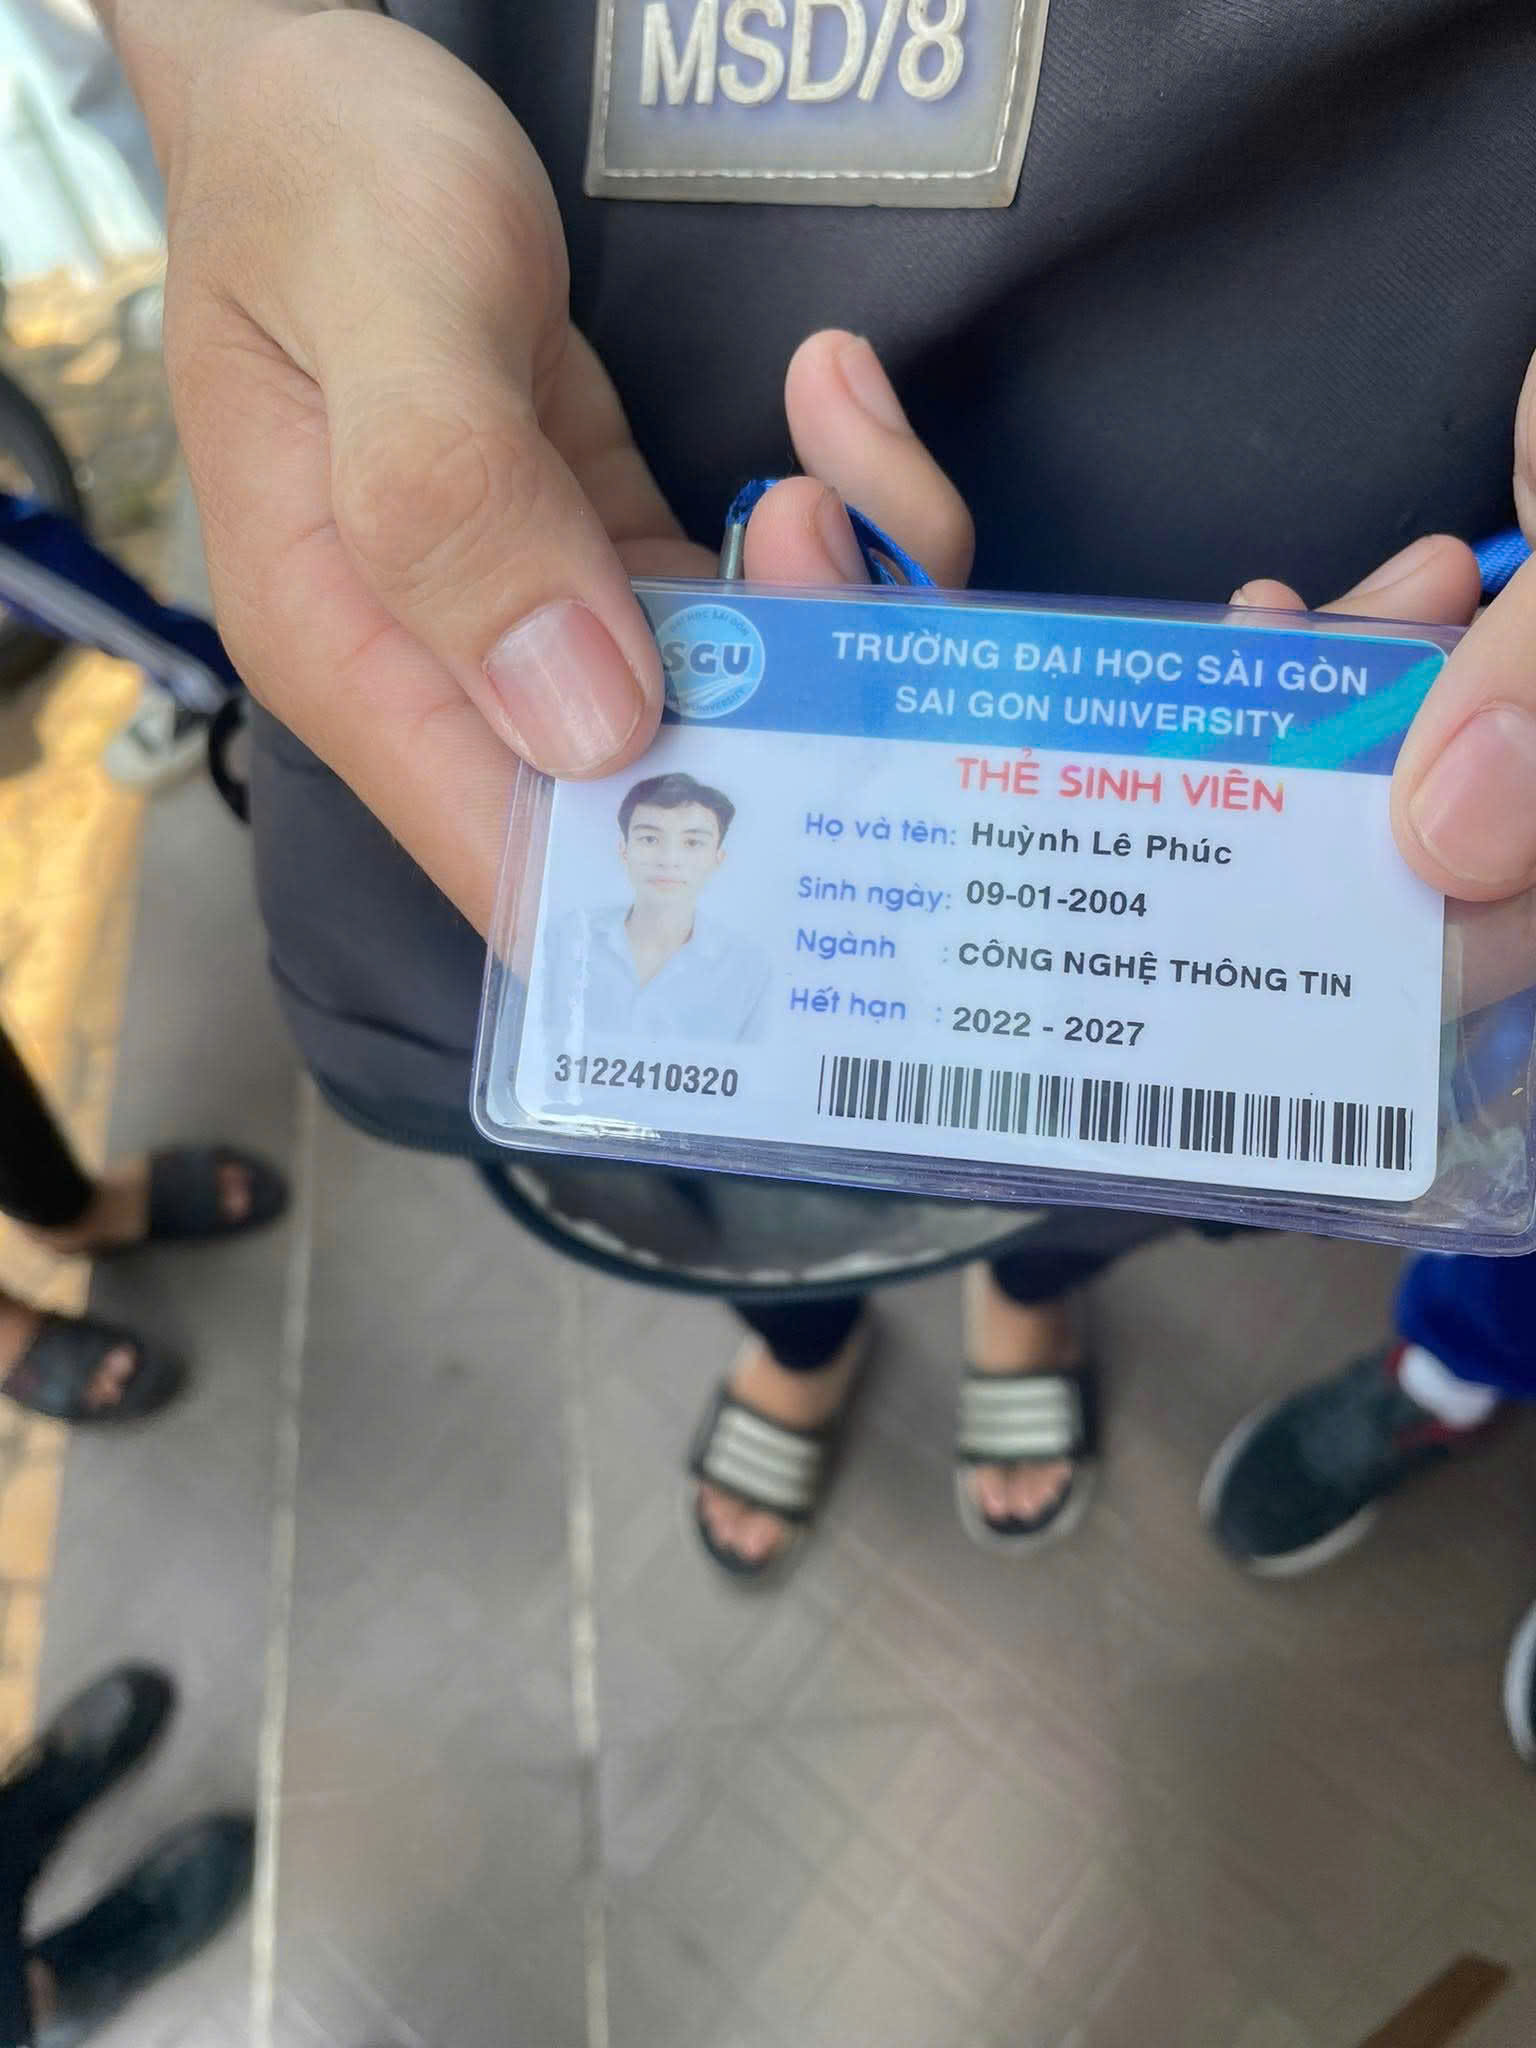 MSD/8
SGU
TRƯỜNG ĐẠI HỌC SÀI GÒN
SAI GON UNIVERSITY
THẺ SINH VIÊN
Họ và tên: Huỳnh Lê Phúc
Sinh ngày: 09-01-2004
Ngành : CÔNG NGHỆ THÔNG TIN
Hết hạn : 2022 - 2027
3122410320